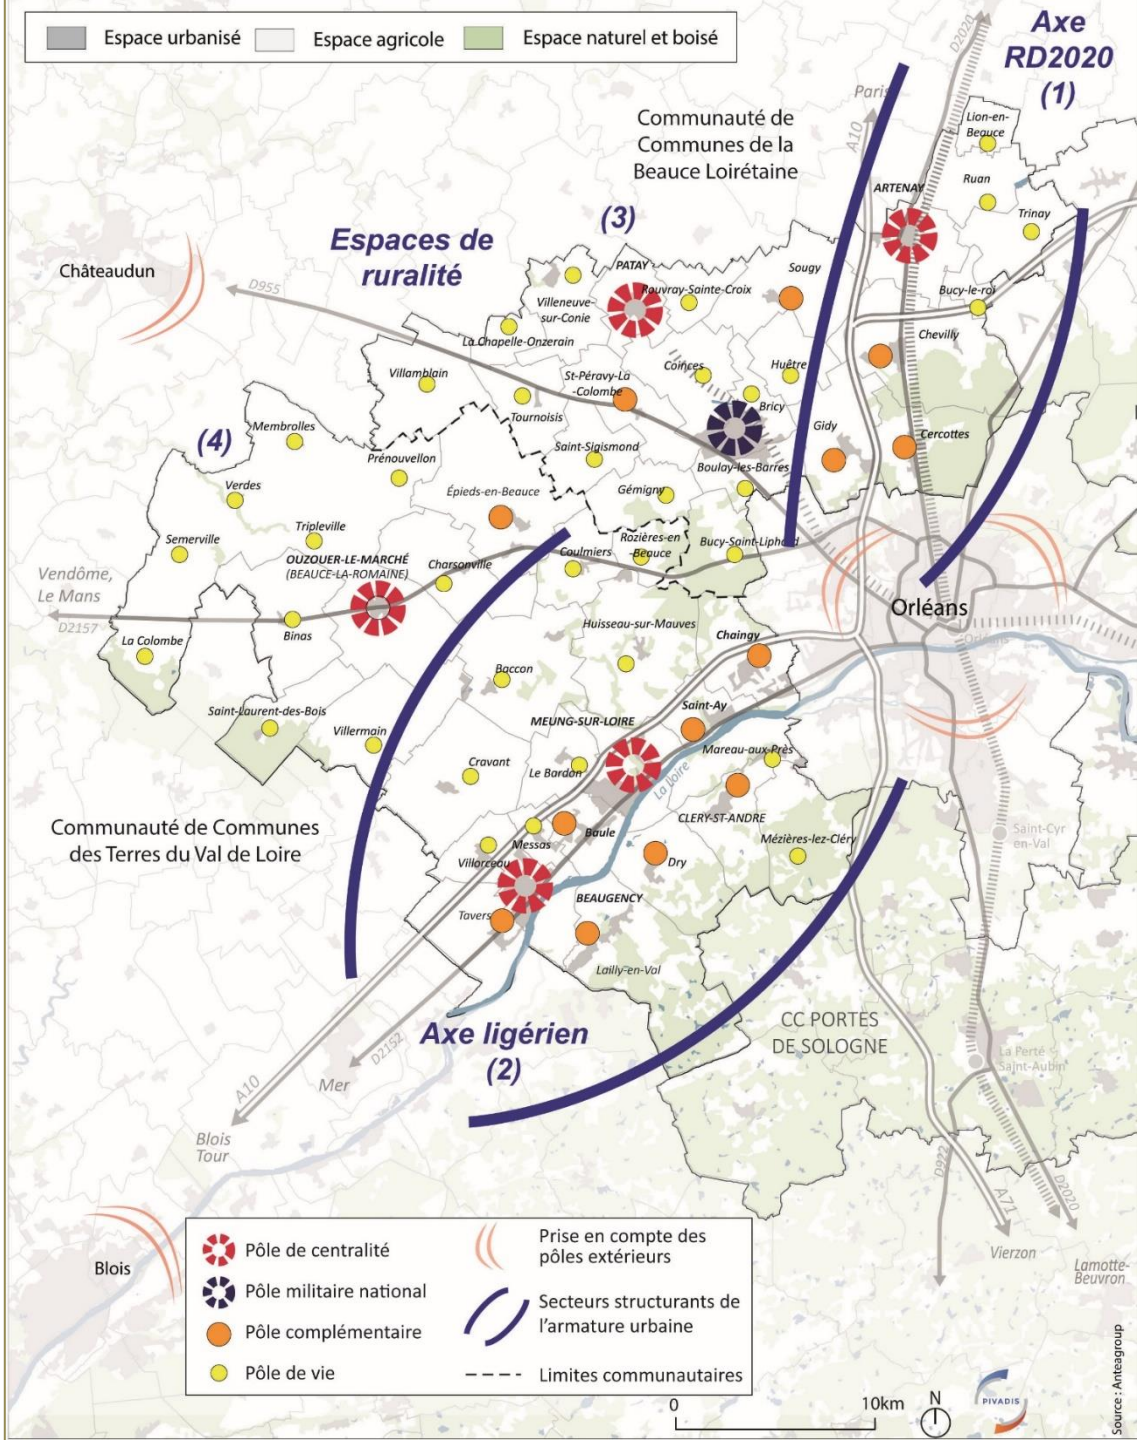 Espace urbanisé
Espace agricole
Espace naturel et boisé
D2020
Axe
RD2020
(1)
Paris
A10
Communauté de
Communes de la
Beauce Loirétaine
Lion-en-
Beauce
Ruan
ARTENAY
Trinay
(3)
Espaces de
ruralité
Châteaudun
D955
PATAY
Sougy
Villeneuve-
sur-Conie
Rouvray-Sainte-Croix
Bucy-le-roi
Chevilly
La Chapelle-Onzerain
Villamblain
St-Péravy-La
-Colombe
Coinces
Huêtre
Tournoisis
Bricy
Gidy
Cercottes
(4)
Membrolles
Prénouvellon
Saint-Sigismond
Boulay-les-Barres
Verdes
Épieds-en-Beauce
Gémigny
Tripleville
Semerville
OUZOUER-LE-MARCHÉ
(BEAUCE-LA-ROMAINE)
Charsonville
Coulmiers
Rozières-en
-Beauce
Bucy-Saint-Liphard
Vendôme,
Le Mans
D2157
Binas
Orléans
Orléans
La Colombe
Huisseau-sur-Mauves
Chaingy
Baccon
Saint-Laurent-des-Bois
Villermain
MEUNG-SUR-LOIRE
Saint-Ay
Mareau-aux-Près
Cravant
Le Bardon
La Loire
CLERY-ST-ANDRE
Communauté de Communes
des Terres du Val de Loire
Baule
Messas
Villorceau
Dry
Mézières-lez-Cléry
Saint-Cyr
en-Val
BEAUGENCY
Tavers
Lailly-en-Val
Axe ligérien
(2)
CC PORTES
DE SOLOGNE
D2152
Mer
A10
La Ferté
Saint-Aubin
Blois
Tour
D922
A71
D2020
Vierzon
Lamotte-
Beuvron
Blois
Pôle de centralité
Pôle militaire national
Pôle complémentaire
Pôle de vie
Prise en compte des
pôles extérieurs
Secteurs structurants de
l'armature urbaine
Limites communautaires
0
10km
N
PIVADIS
Source : Anteagroup